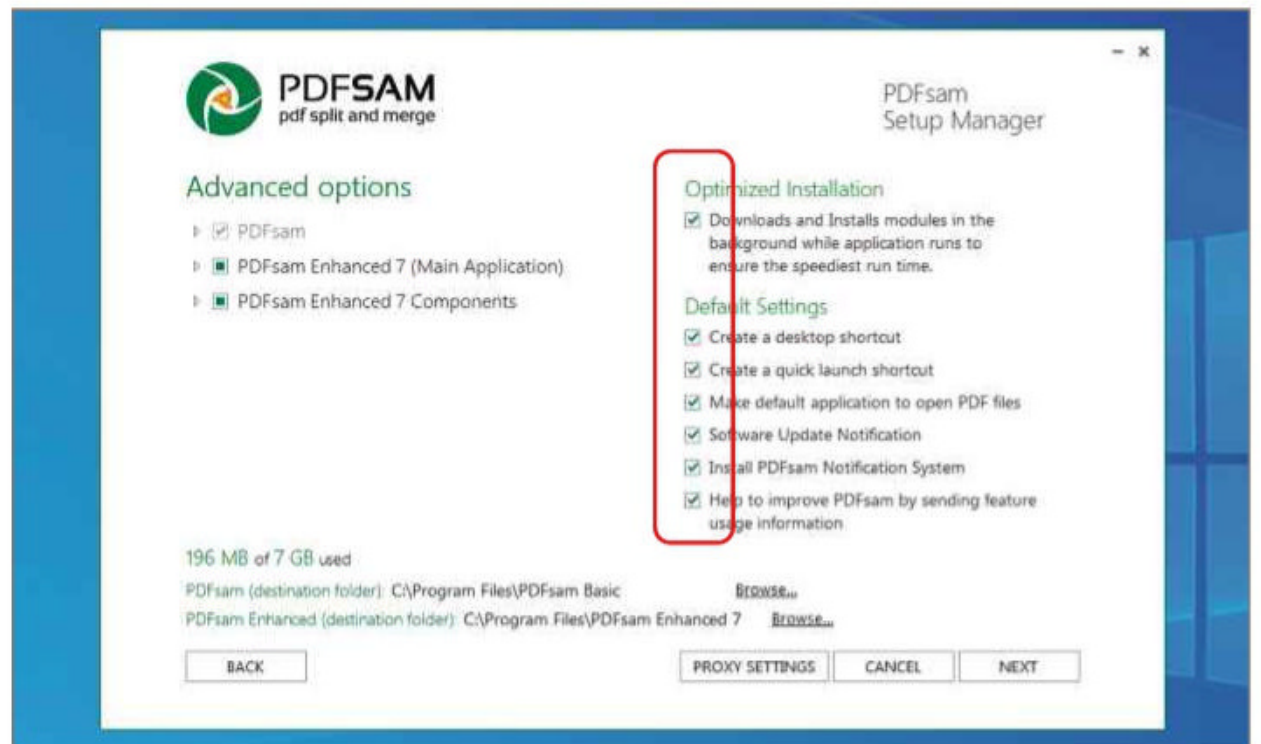 PDFSAM
pdf split and merge
PDFsam
Setup Manager
Advanced options
PDFsam
PDFsam Enhanced 7 (Main Application)
PDFsam Enhanced 7 Components
Optimized Installation
Downloads and Installs modules in the
background while application runs to
ensure the speediest run time.
Default Settings
Create a desktop shortcut
Create a quick launch shortcut
Make default application to open PDF files
Software Update Notification
Install PDFsam Notification System
Help to improve PDFsam by sending feature
usage information
196 MB of 7 GB used
PDFsam (destination folder): C:\Program Files\PDFsam Basic Browse...
PDFsam Enhanced (destination folder): C:\Program Files\PDFsam Enhanced 7 Browse...
BACK PROXY SETTINGS CANCEL NEXT